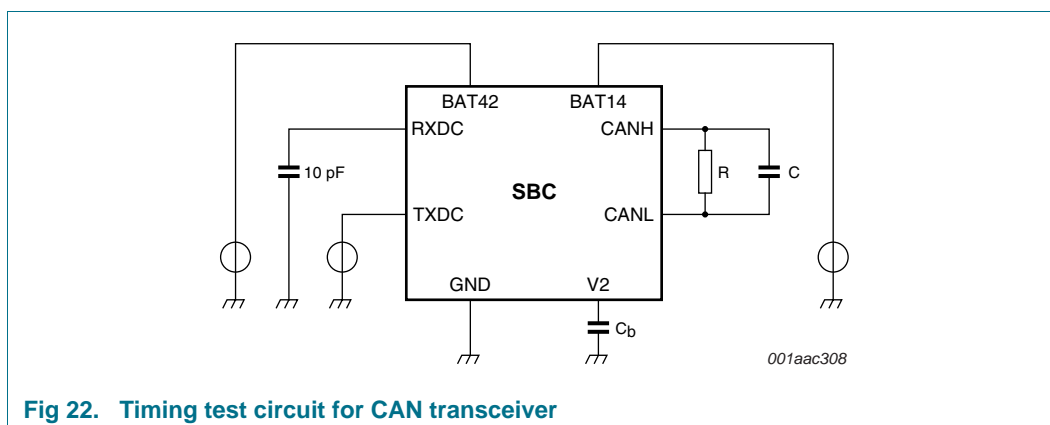 BAT42 BAT14
RXDC CANH
10 pF R C
SBC
TXDC CANL
GND V2
Cb
001aac308
Fig 22. Timing test circuit for CAN transceiver